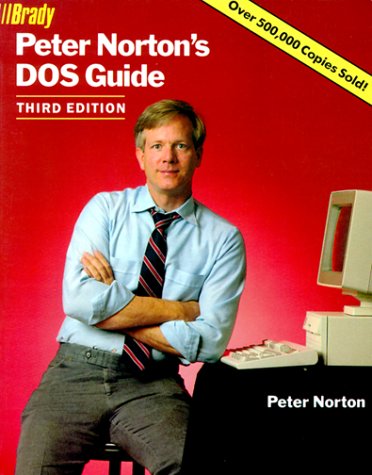 Brady
Over 500,000 Copies Sold!
Peter Norton's
DOS Guide
THIRD EDITION
Peter Norton